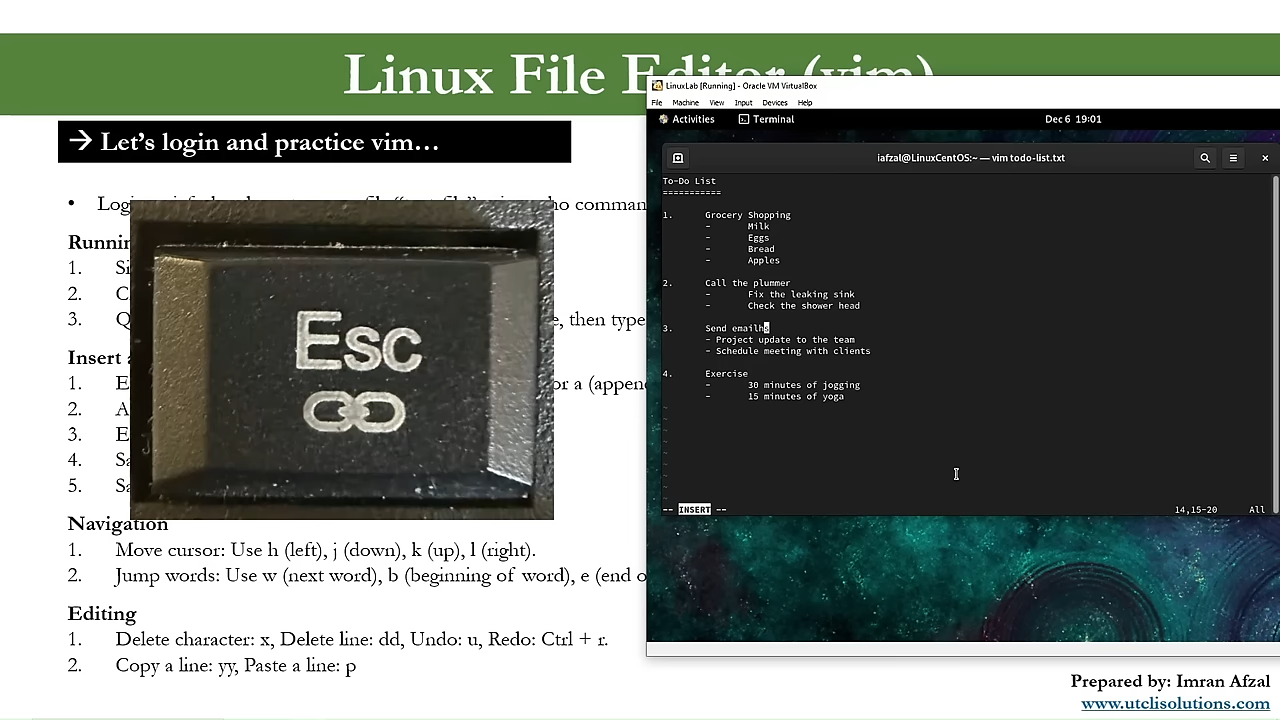 Linux File Editor (vim)
→ Let's login and practice vim...
Runnin
1. Si
2. C
3. Q
, then type
Insert a
1. E
or a (appen
2. A
3. E
4. Sa
5. Sa
Esc
Navigation
1. Move cursor: Use h (left), j (down), k (up), l (right).
2. Jump words: Use w (next word), b (beginning of word), e (end o
Editing
1. Delete character: x, Delete line: dd, Undo: u, Redo: Ctrl + r.
2. Copy a line: yy, Paste a line: p
LinuxLab [Running] - Oracle VM VirtualBox
File Machine View Input Devices Help
Activities Terminal Dec 6 19:01
iafzal@LinuxCentOS:~ — vim todo-list.txt
To-Do List
===========
1. Grocery Shopping
- Milk
- Eggs
- Bread
- Apples
2. Call the plummer
- Fix the leaking sink
- Check the shower head
3. Send emailhs
- Project update to the team
- Schedule meeting with clients
4. Exercise
- 30 minutes of jogging
- 15 minutes of yoga
~
~
~
~
~
~
~
~
~
-- INSERT -- 14,15-20 All
Prepared by: Imran Afzal
www.utclisolutions.com